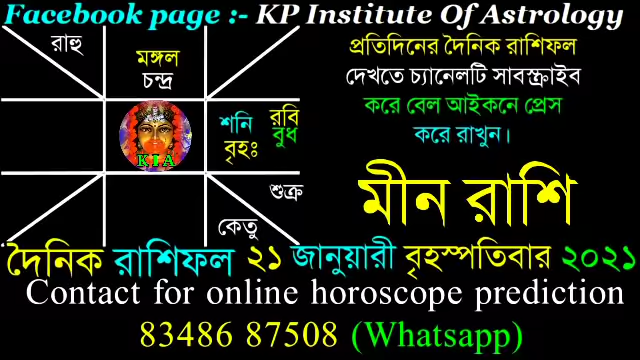 Facebook page :- KP Institute Of Astrology
রাহু
মঙ্গল
চন্দ্র
শনি রবি
বৃহঃ বুধ
শুক্র
কেতু
KIA
প্রতিদিনের দৈনিক রাশিফল
দেখতে চ্যানেলটি সাবস্ক্রাইব
করে বেল আইকনে প্রেস
করে রাখুন।
মীন রাশি
দৈনিক রাশিফল ২১ জানুয়ারী বৃহস্পতিবার ২০২১
Contact for online horoscope prediction
83486 87508 (Whatsapp)